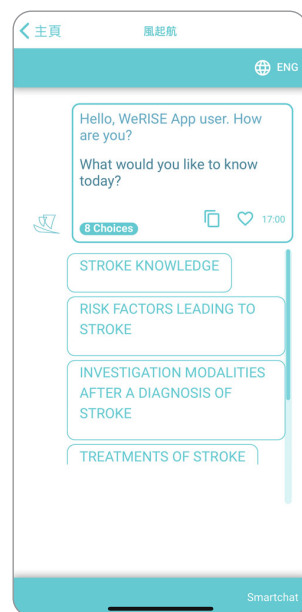 主頁
風起航
ENG
Hello, WeRISE App user. How
are you?
What would you like to know
today?
8 Choices
17:00
STROKE KNOWLEDGE
RISK FACTORS LEADING TO
STROKE
INVESTIGATION MODALITIES
AFTER A DIAGNOSIS OF
STROKE
TREATMENTS OF STROKE
Smartchat